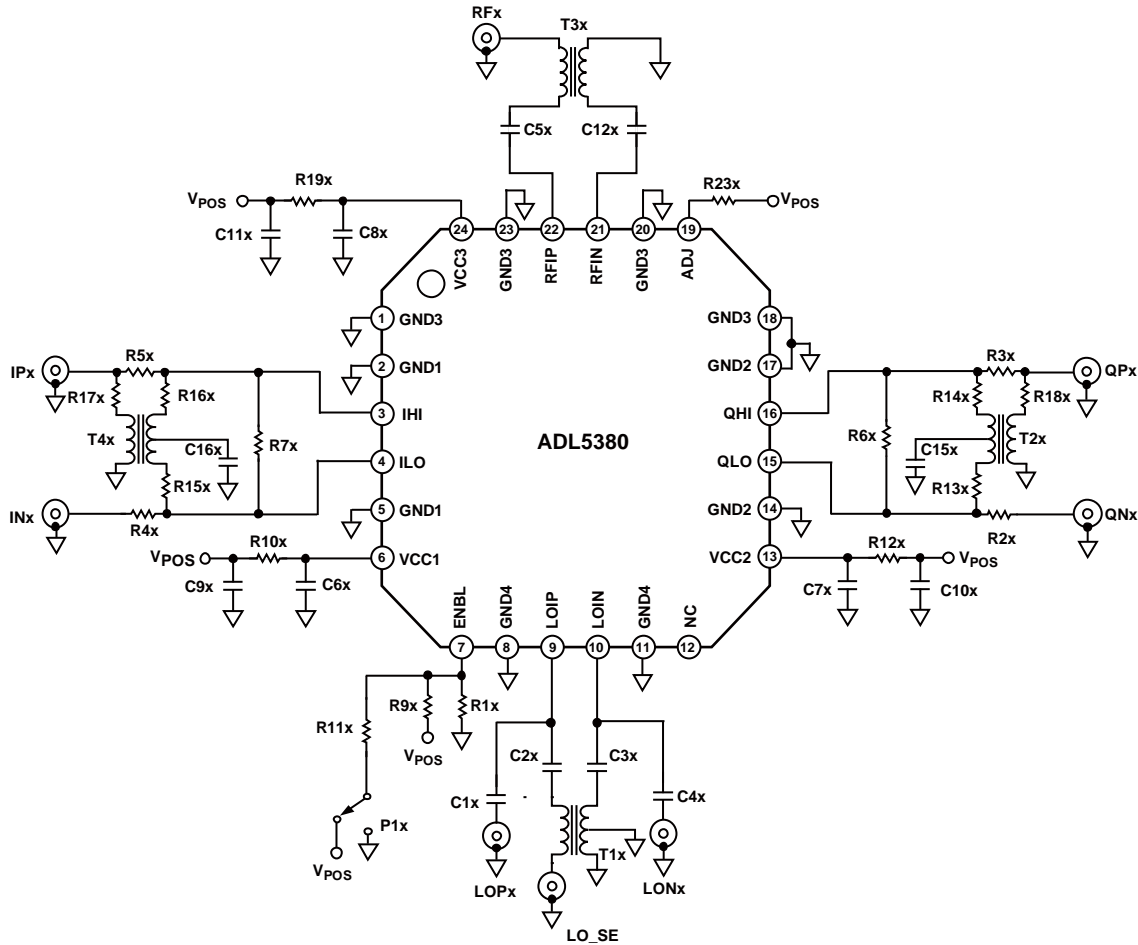 RFx
T3x
C5x
C12x
R19x
VPOS
C11x
C8x
R23x
VPOS
24
23
22
21
20
19
VCC3
GND3
RFIP
RFIN
GND3
ADJ
1
GND3
GND3
18
2
GND1
GND2
17
IPx
R5x
R17x
R16x
3
IHI
QHI
16
R3x
QPx
R14x
R18x
T4x
C16x
R7x
ADL5380
R6x
C15x
T2x
4
ILO
QLO
15
R15x
R13x
INx
R4x
5
GND1
GND2
14
R2x
QNx
VPOS
R10x
6
VCC1
VCC2
13
R12x
VPOS
C9x
C6x
C7x
C10x
ENBL
GND4
LOIP
LOIN
GND4
NC
7
8
9
10
11
12
R11x
R9x
R1x
VPOS
C2x
C3x
C1x
C4x
P1x
VPOS
T1x
LOPx
LONx
LO_SE